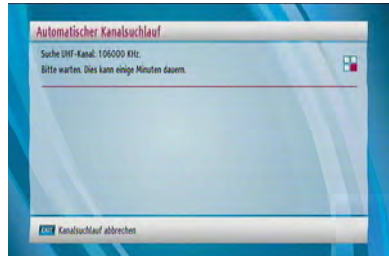 Automatischer Kanalsuchlauf
Suche UHF-Kanal: 106000 KHz.
Bitte warten. Dies kann einige Minuten dauern.
EXIT Kanalsuchlauf abbrechen